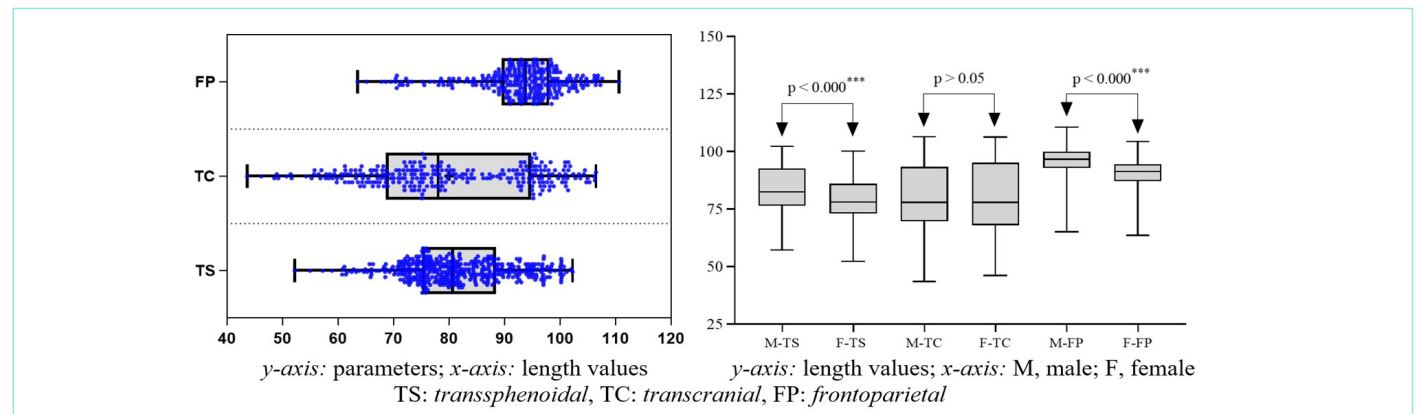 FP
TC
TS
40 50 60 70 80 90 100 110 120
y-axis: parameters; x-axis: length values
150
125
100
75
50
25
p < 0.000***
p > 0.05
p < 0.000***
M-TS F-TS M-TC F-TC M-FP F-FP
y-axis: length values; x-axis: M, male; F, female
TS: transsphenoidal, TC: transcranial, FP: frontoparietal